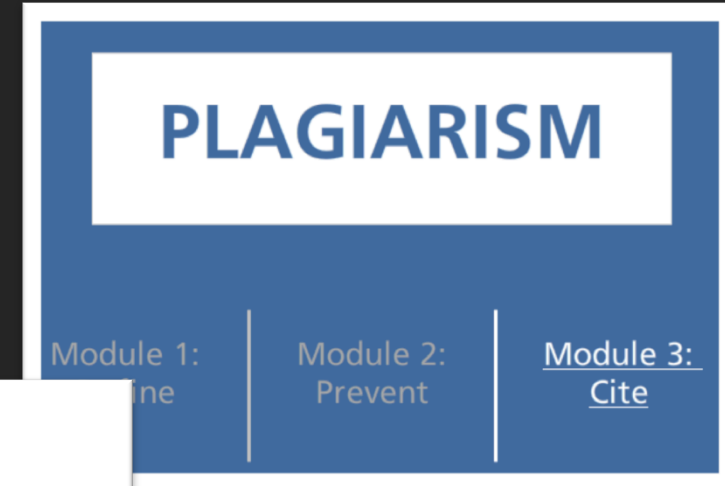 PLAGIARISM
Module 1:
Module 2:
Prevent
Module 3:
Cite